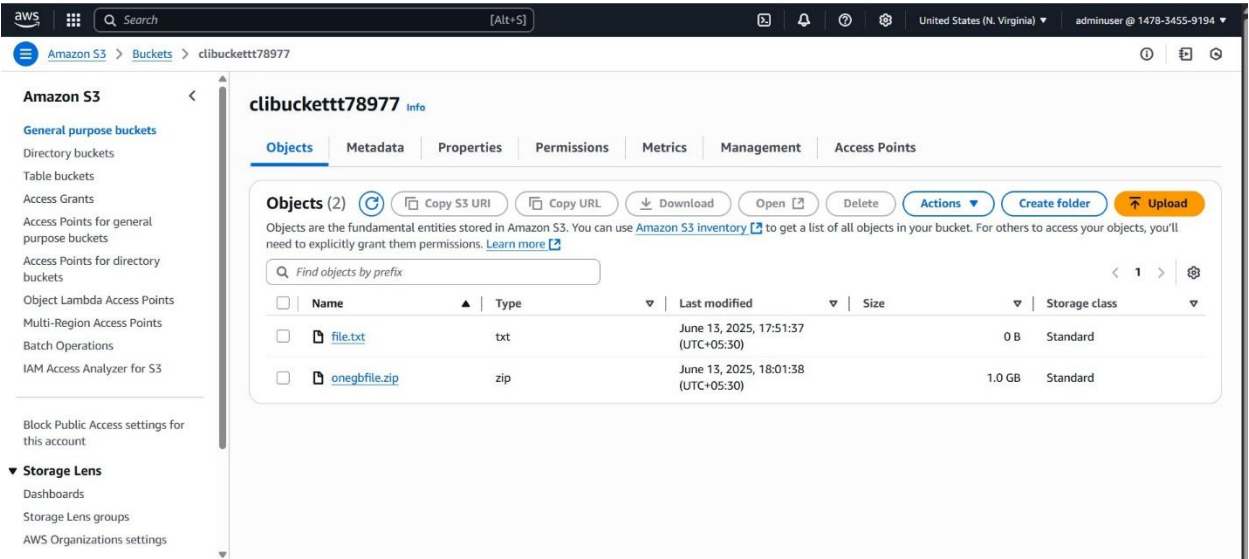 aws
Search
[Alt+S]
United States (N. Virginia) ▼
adminuser @ 1478-3455-9194 ▼
Amazon S3 > Buckets > clibuckettt78977
Amazon S3
General purpose buckets
Directory buckets
Table buckets
Access Grants
Access Points for general
purpose buckets
Access Points for directory
buckets
Object Lambda Access Points
Multi-Region Access Points
Batch Operations
IAM Access Analyzer for S3
Block Public Access settings for
this account
▼ Storage Lens
Dashboards
Storage Lens groups
AWS Organizations settings
clibuckettt78977 Info
Objects Metadata Properties Permissions Metrics Management Access Points
Objects (2) Copy S3 URI Copy URL Download Open Delete Actions ▼ Create folder Upload
Objects are the fundamental entities stored in Amazon S3. You can use Amazon S3 inventory to get a list of all objects in your bucket. For others to access your objects, you'll
need to explicitly grant them permissions. Learn more
Find objects by prefix
< 1 >
Name Type Last modified Size Storage class
file.txt txt June 13, 2025, 17:51:37 (UTC+05:30) 0 B Standard
onegbfile.zip zip June 13, 2025, 18:01:38 (UTC+05:30) 1.0 GB Standard